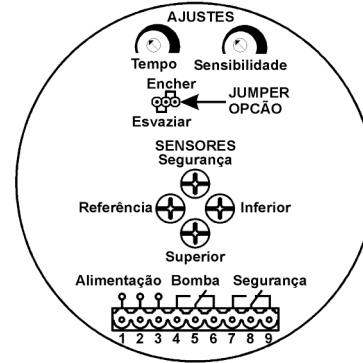 AJUSTES
Tempo Sensibilidade
Encher
JUMPER
OPCÃO
Esvaziar
SENSORES
Segurança
Referência Inferior
Superior
Alimentação Bomba Segurança
1 2 3 4 5 6 7 8 9